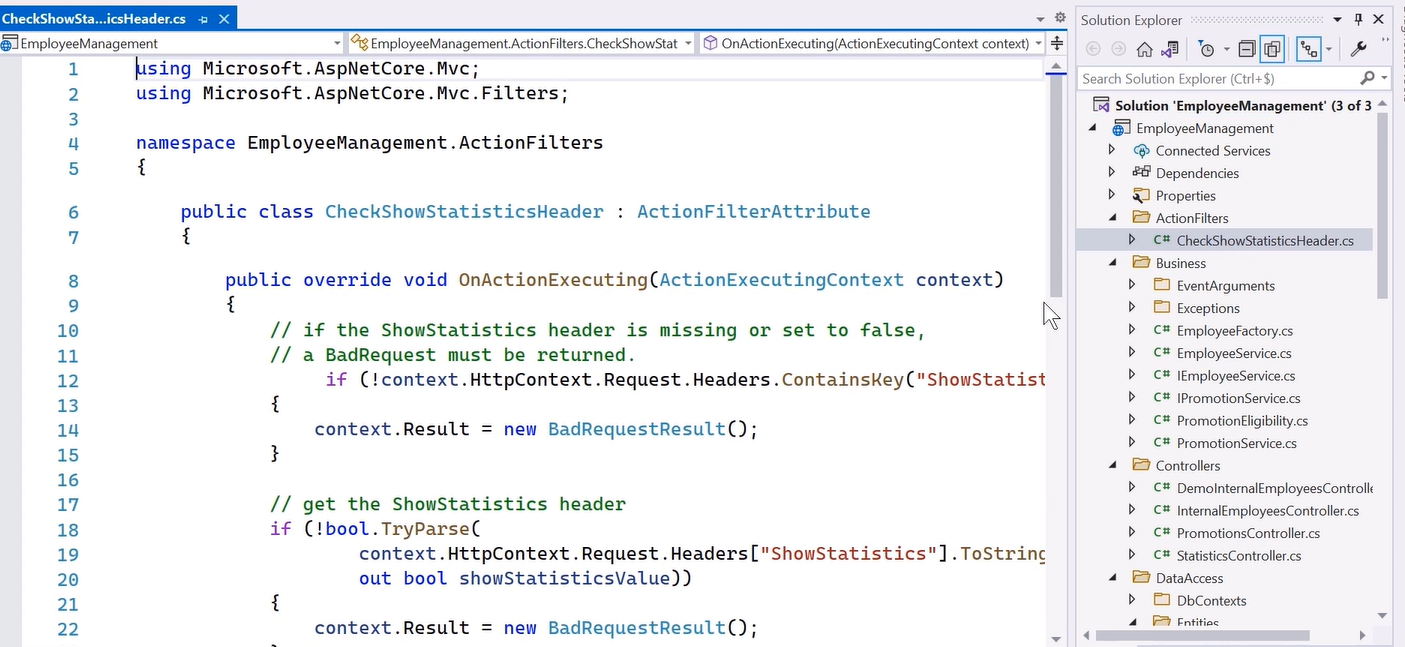 CheckShowSta...icsHeader.cs
EmployeeManagement
EmployeeManagement.ActionFilters.CheckShowStat
OnActionExecuting(ActionExecutingContext context)
1 using Microsoft.AspNetCore.Mvc;
2 using Microsoft.AspNetCore.Mvc.Filters;
3
4 namespace EmployeeManagement.ActionFilters
5 {
6 public class CheckShowStatisticsHeader : ActionFilterAttribute
7 {
8 public override void OnActionExecuting(ActionExecutingContext context)
9 {
10 // if the ShowStatistics header is missing or set to false,
11 // a BadRequest must be returned.
12 if (!context.HttpContext.Request.Headers.ContainsKey("ShowStatist
13 {
14 context.Result = new BadRequestResult();
15 }
16
17 // get the ShowStatistics header
18 if (!bool.TryParse(
19 context.HttpContext.Request.Headers["ShowStatistics"].ToString
20 out bool showStatisticsValue))
21 {
22 context.Result = new BadRequestResult();
Solution Explorer
Search Solution Explorer (Ctrl+$)
Solution 'EmployeeManagement' (3 of 3
EmployeeManagement
Connected Services
Dependencies
Properties
ActionFilters
C# CheckShowStatisticsHeader.cs
Business
EventArguments
Exceptions
C# EmployeeFactory.cs
C# EmployeeService.cs
C# IEmployeeService.cs
C# IPromotionService.cs
C# PromotionEligibility.cs
C# PromotionService.cs
Controllers
C# DemoInternalEmployeesControlle
C# InternalEmployeesController.cs
C# PromotionsController.cs
C# StatisticsController.cs
DataAccess
DbContexts
Entities